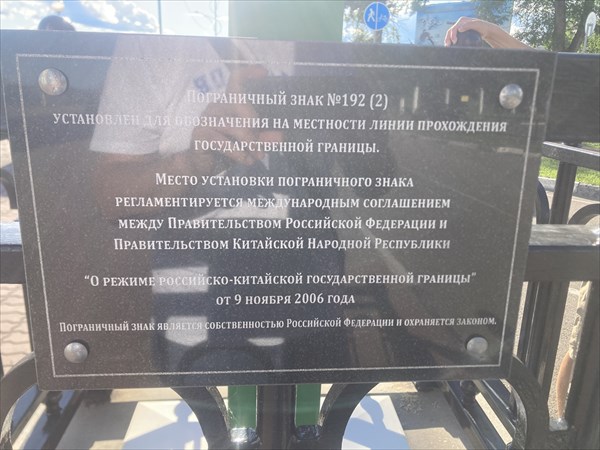 Пограничный знак №192 (2)
установлен для обозначения на местности линии прохождения
государственной границы.
Место установки пограничного знака
регламентируется международным соглашением
между Правительством Российской Федерации и
Правительством Китайской Народной Республики
“О режиме российско-китайской государственной границы”
от 9 ноября 2006 года
Пограничный знак является собственностью Российской Федерации и охраняется законом.